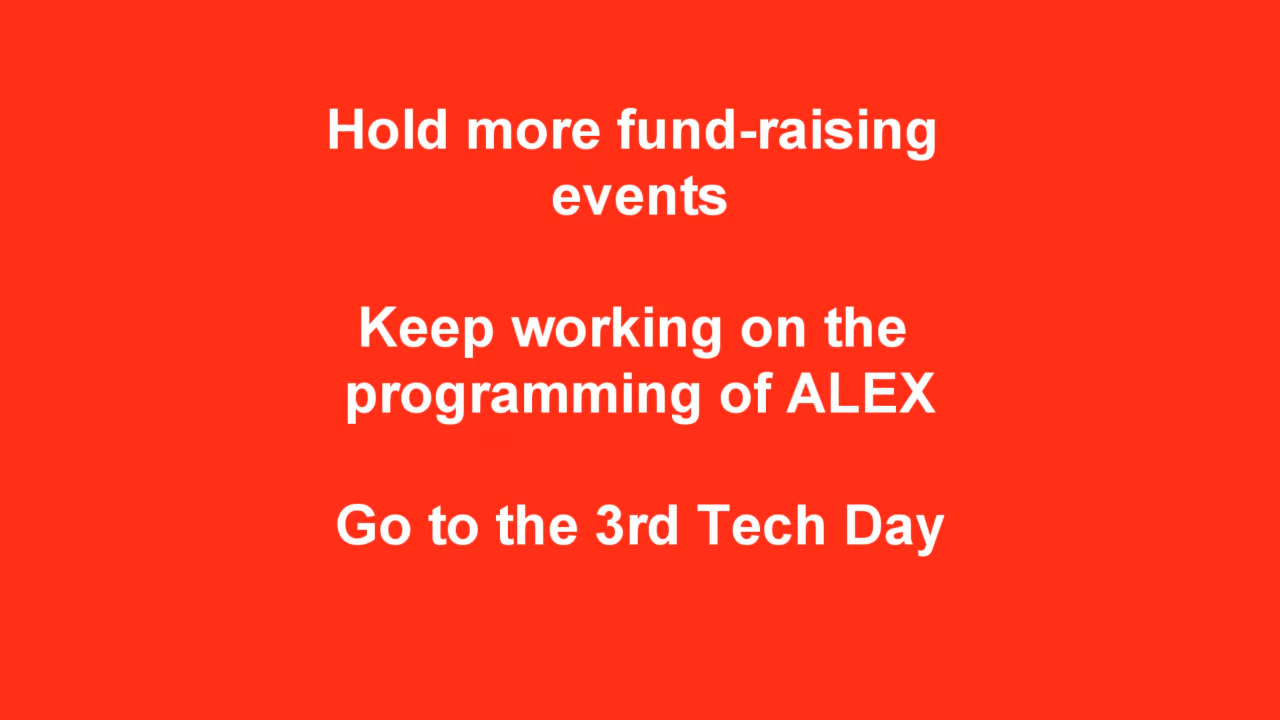 Hold more fund-raising
events
Keep working on the
programming of ALEX
Go to the 3rd Tech Day